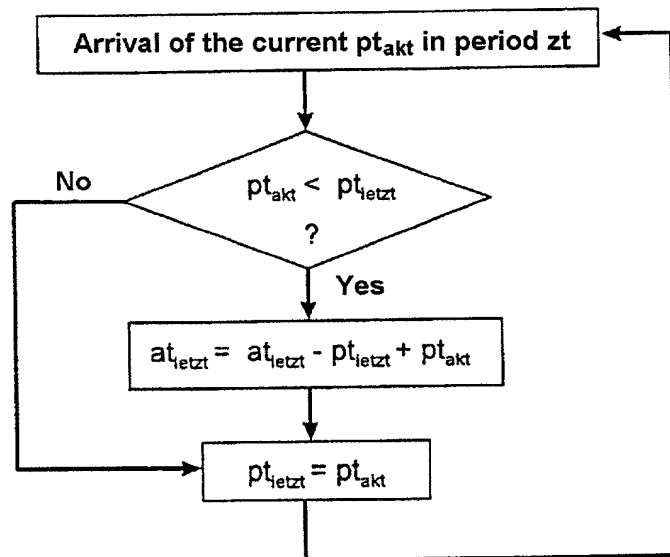 Arrival of the current pt_akt in period zt
No
pt_akt < pt_letzt
?
Yes
at_letzt = at_letzt - pt_letzt + pt_akt
pt_letzt = pt_akt